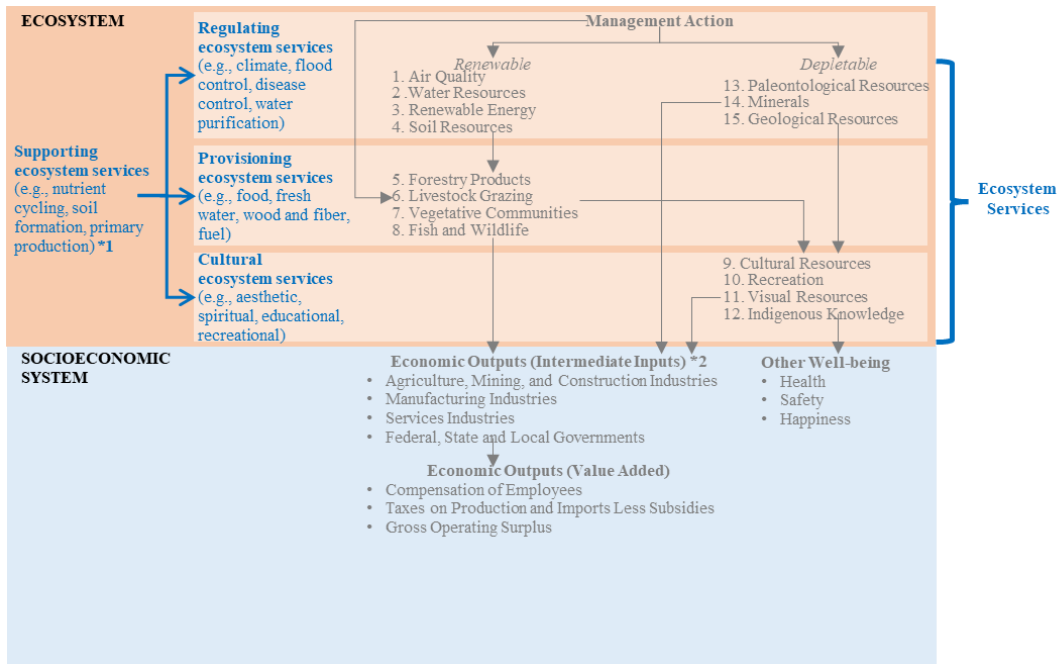 ECOSYSTEM
Regulating
ecosystem services
(e.g., climate, flood
control, disease
control, water
purification)
Management Action
Renewable
1. Air Quality
2. Water Resources
3. Renewable Energy
4. Soil Resources
Depletable
13. Paleontological Resources
14. Minerals
15. Geological Resources
Supporting
ecosystem services
(e.g., nutrient
cycling, soil
formation, primary
production) *1
Provisioning
ecosystem services
(e.g., food, fresh
water, wood and fiber,
fuel)
5. Forestry Products
6. Livestock Grazing
7. Vegetative Communities
8. Fish and Wildlife
Ecosystem
Services
Cultural
ecosystem services
(e.g., aesthetic,
spiritual, educational,
recreational)
9. Cultural Resources
10. Recreation
11. Visual Resources
12. Indigenous Knowledge
SOCIOECONOMIC
SYSTEM
Economic Outputs (Intermediate Inputs) *2
• Agriculture, Mining, and Construction Industries
• Manufacturing Industries
• Services Industries
• Federal, State and Local Governments
Other Well-being
• Health
• Safety
• Happiness
Economic Outputs (Value Added)
• Compensation of Employees
• Taxes on Production and Imports Less Subsidies
• Gross Operating Surplus